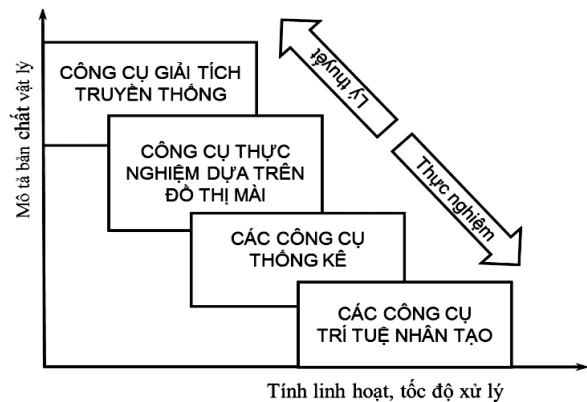 Mô tả bản chất vật lý
CÔNG CỤ GIẢI TÍCH
TRUYỀN THỐNG
CÔNG CỤ THỰC
NGHIỆM DỰA TRÊN
ĐỒ THỊ MÀI
CÁC CÔNG CỤ
THỐNG KÊ
CÁC CÔNG CỤ
TRÍ TUỆ NHÂN TẠO
Lý thuyết
Thực nghiệm
Tính linh hoạt, tốc độ xử lý